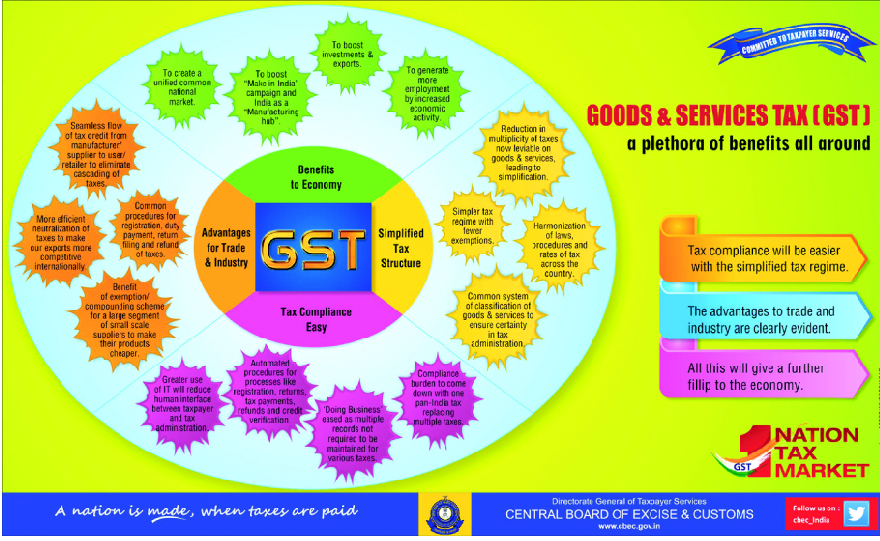 COMMITTED TO TAXPAYER SERVICES
GOODS & SERVICES TAX (GST)
a plethora of benefits all around
To create a
unified common
national
market.
To boost
"Make in India'
campaign and
India as a
"Manufacturing
hub".
To boost
investments &
exports.
To generate
more
employment
by increased
economic
activity.
Seamless flow
of tax credit from
manufacturer/
supplier to user/
retailer to eliminate
cascading of
taxes.
Common
procedures for
registration, duty
payment, return
filing and refund
of taxes.
More efficient
neutralization of
taxes to make
our exports more
competitive
internationally.
Benefit
of exemption/
compounding scheme
for a large segment
of small scale
suppliers to make
their products
cheaper.
Benefits
to Economy
Advantages
for Trade
& Industry
GST
Simplified
Tax
Structure
Tax Compliance
Easy
Reduction in
multiplicity of taxes
now leviable on
goods & services,
leading to
simplification.
Simpler tax
regime with
fewer
exemptions.
Harmonization
of laws,
procedures and
rates of tax
across the
country.
Common system
of classification of
goods & services to
ensure certainty
in tax
administration.
Greater use
of IT will reduce
human interface
between taxpayer
and tax
adminstration.
Automated
procedures for
processes like
registration, returns,
tax payments,
refunds and credit
verification.
'Doing Business'
eased as multiple
records not
required to be
maintained for
various taxes.
Compliance
burden to come
down with one
pan-India tax
replacing
multiple taxes.
Tax compliance will be easier
with the simplified tax regime.
The advantages to trade and
industry are clearly evident.
All this will give a further
fillip to the economy.
1 NATION
TAX
MARKET
GST
A nation is made, when taxes are paid
Directorate General of Taxpayer Services
CENTRAL BOARD OF EXCISE & CUSTOMS
www.cbec.gov.in
Follow us on :
cbec_India